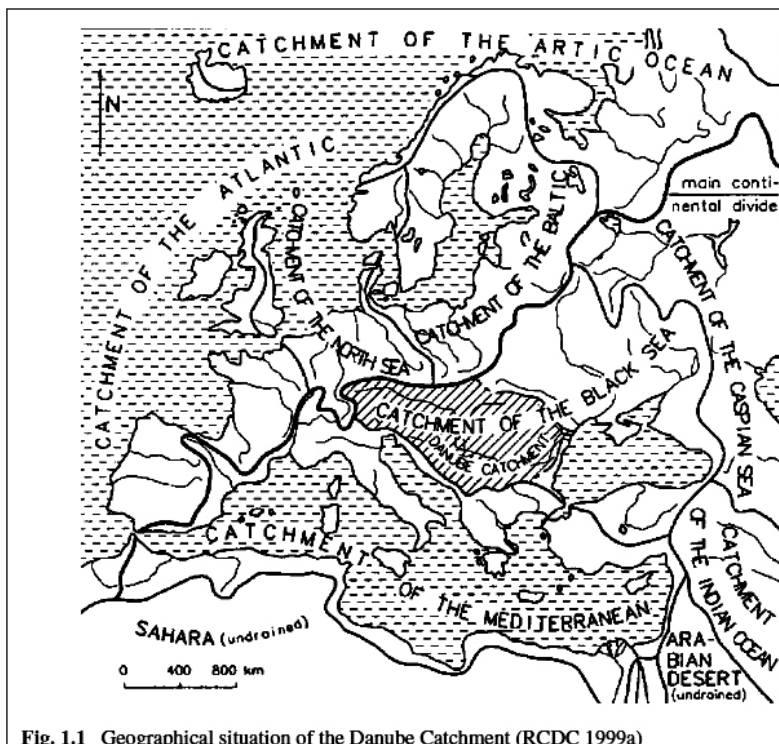 CATCHMENT OF THE ARTIC OCEAN
N
CATCHMENT OF THE ATLANTIC
CATCHMENT OF THE NORTH SEA
CATCHMENT OF THE BALTIC
main conti-
nental divide
CATCHMENT OF THE CASPIAN SEA
CATCHMENT OF THE BLACK SEA
DANUBE CATCHMENT
CATCHMENT OF THE MEDITERRANEAN
CATCHMENT
OF THE INDIAN OCEAN
SAHARA (undrained)
ARA-
BIAN
DESERT
(undrained)
0 400 800 km
Fig. 1.1 Geographical situation of the Danube Catchment (RCDC 1999a)